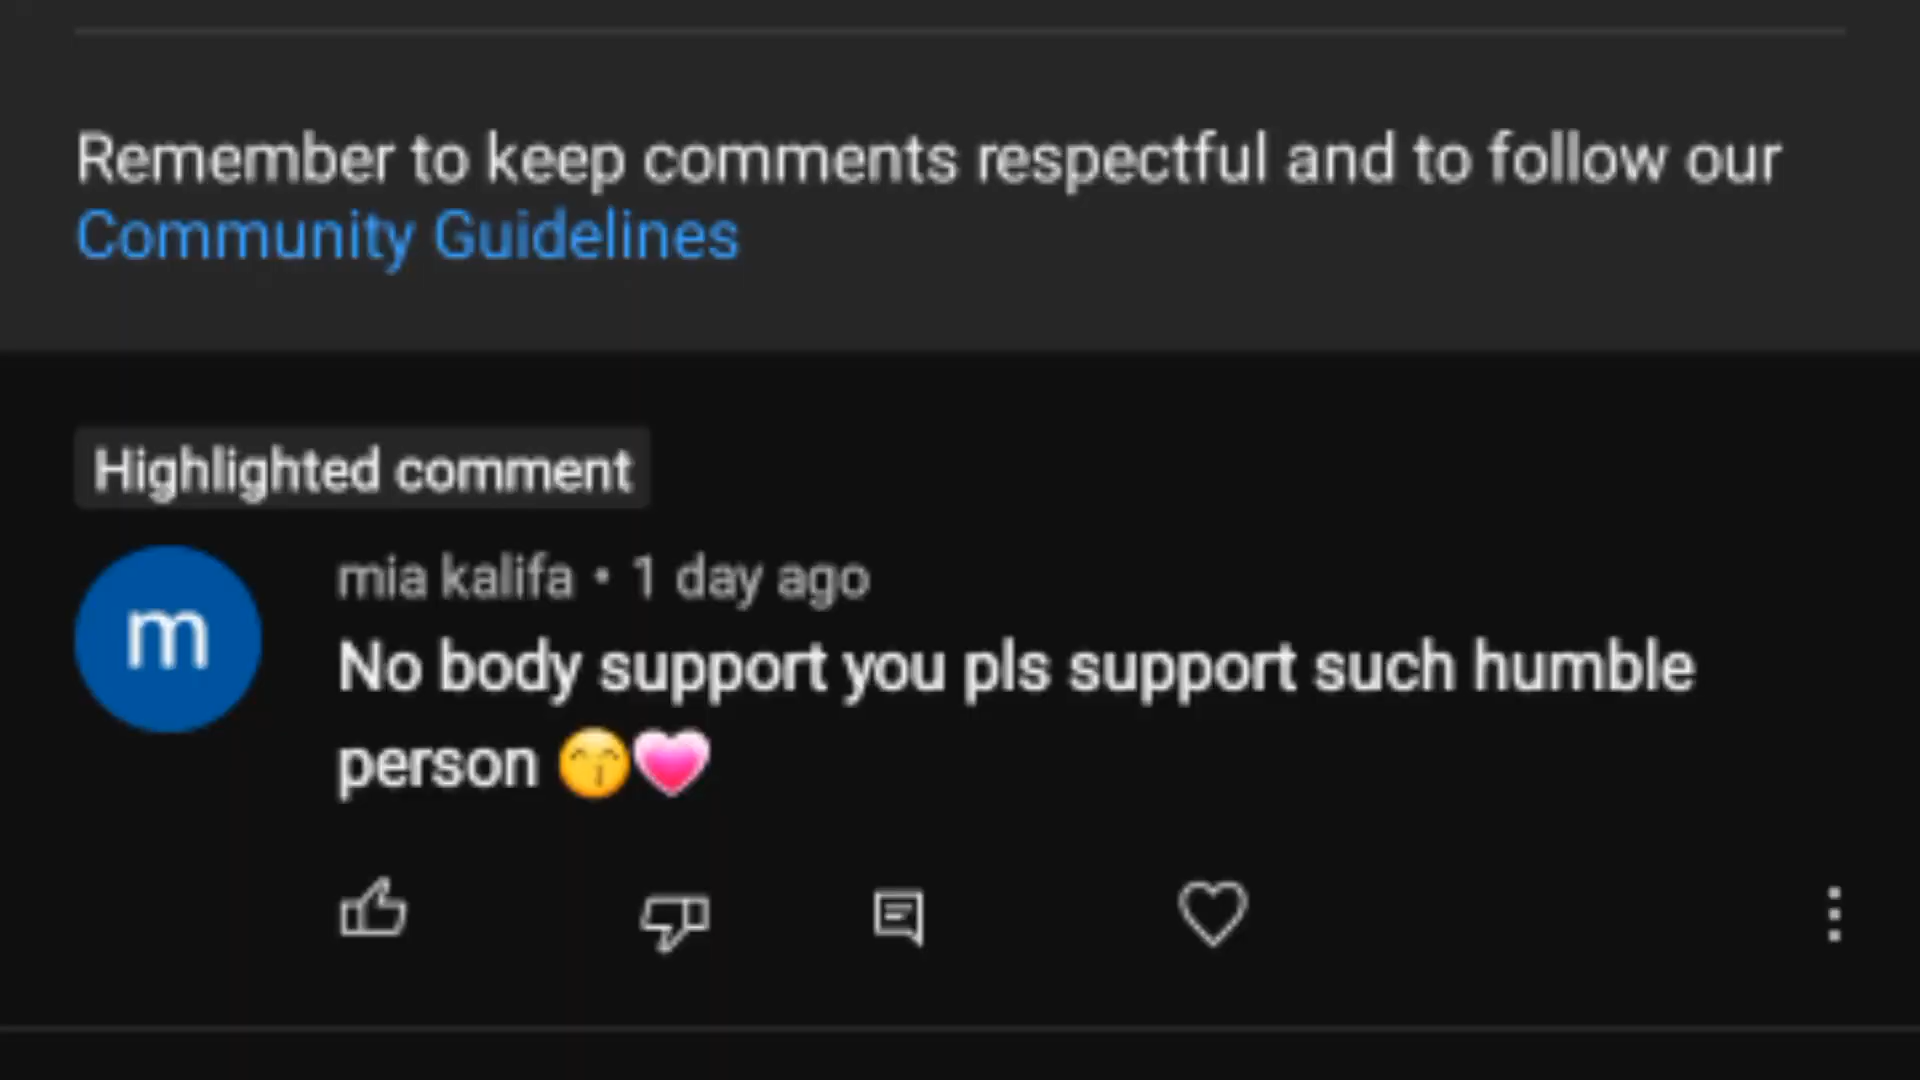 Remember to keep comments respectful and to follow our
Community Guidelines
Highlighted comment
m
mia kalifa • 1 day ago
No body support you pls support such humble
person 😙💗